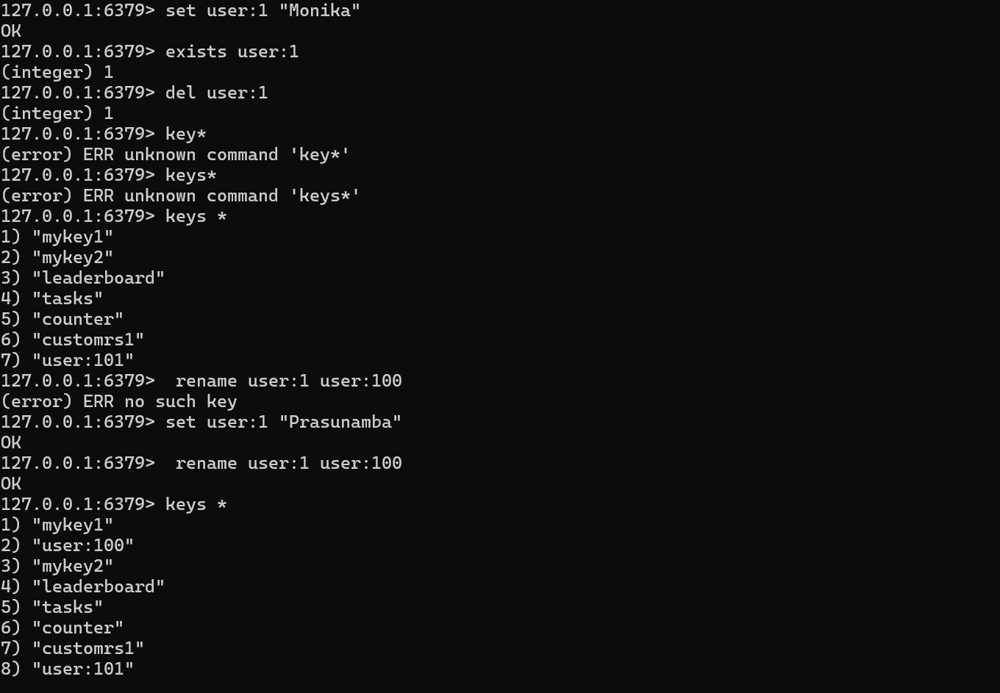 127.0.0.1:6379> set user:1 "Monika"
OK
127.0.0.1:6379> exists user:1
(integer) 1
127.0.0.1:6379> del user:1
(integer) 1
127.0.0.1:6379> key*
(error) ERR unknown command 'key*'
127.0.0.1:6379> keys*
(error) ERR unknown command 'keys*'
127.0.0.1:6379> keys *
1) "mykey1"
2) "mykey2"
3) "leaderboard"
4) "tasks"
5) "counter"
6) "customrs1"
7) "user:101"
127.0.0.1:6379>  rename user:1 user:100
(error) ERR no such key
127.0.0.1:6379> set user:1 "Prasunamba"
OK
127.0.0.1:6379>  rename user:1 user:100
OK
127.0.0.1:6379> keys *
1) "mykey1"
2) "user:100"
3) "mykey2"
4) "leaderboard"
5) "tasks"
6) "counter"
7) "customrs1"
8) "user:101"